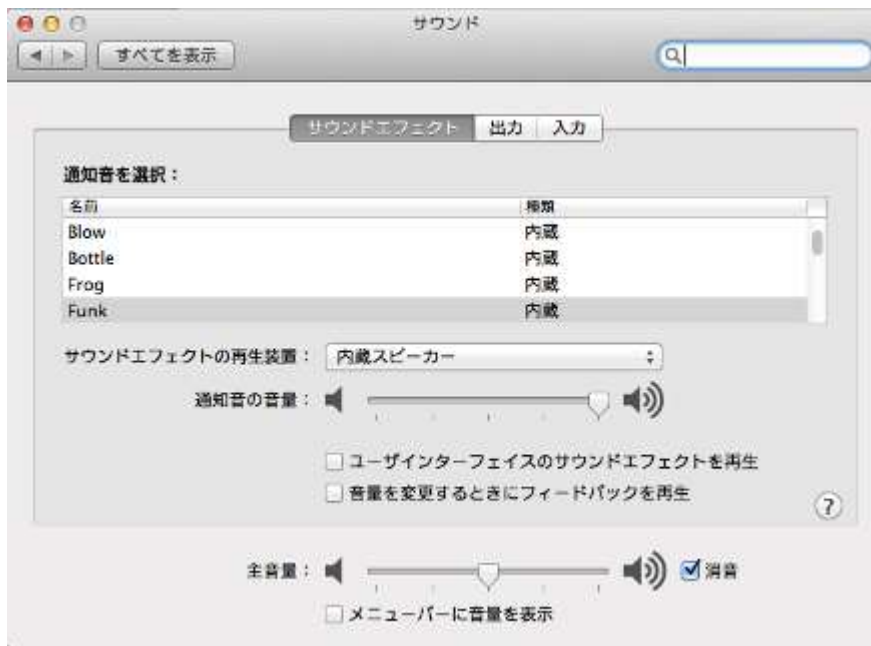 サウンド
すべてを表示
サウンドエフェクト 出力 入力
通知音を選択：
名前 種類
Blow 内蔵
Bottle 内蔵
Frog 内蔵
Funk 内蔵
サウンドエフェクトの再生装置： 内蔵スピーカー
通知音の音量：
ユーザインターフェイスのサウンドエフェクトを再生
音量を変更するときにフィードバックを再生
?
主音量： 消音
メニューバーに音量を表示